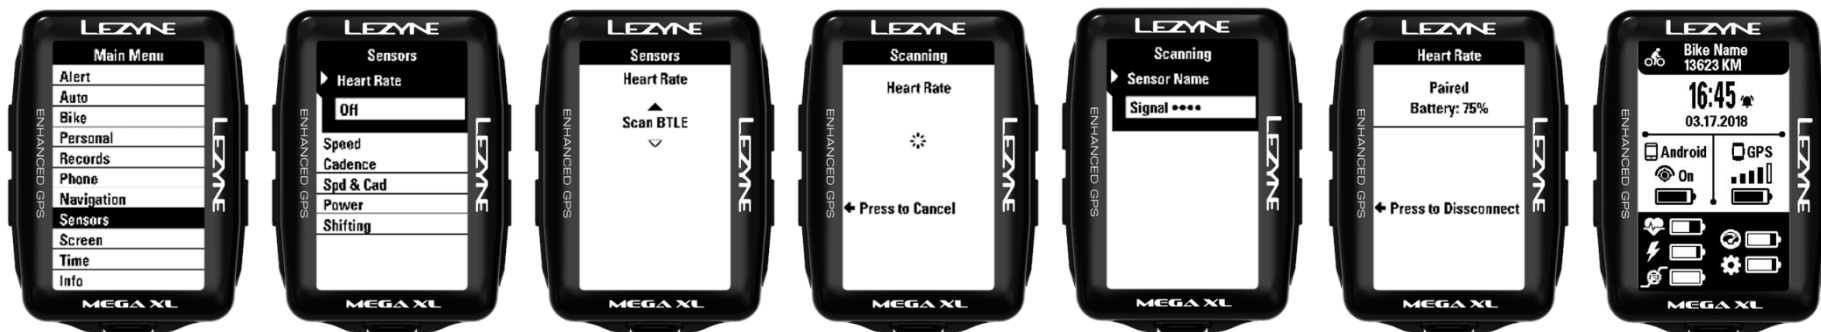 LEZYNE
Main Menu
Alert
Auto
Bike
Personal
Records
Phone
Navigation
Sensors
Screen
Time
Info
ENHANCED GPS
LEZYNE
MEGA XL
LEZYNE
Sensors
Heart Rate
Off
Speed
Cadence
Spd & Cad
Power
Shifting
ENHANCED GPS
LEZYNE
MEGA XL
LEZYNE
Sensors
Heart Rate
Scan BTLE
ENHANCED GPS
LEZYNE
MEGA XL
LEZYNE
Scanning
Heart Rate
Press to Cancel
ENHANCED GPS
LEZYNE
MEGA XL
LEZYNE
Scanning
Sensor Name
Signal ••••
ENHANCED GPS
LEZYNE
MEGA XL
LEZYNE
Heart Rate
Paired
Battery: 75%
Press to Dissconnect
ENHANCED GPS
LEZYNE
MEGA XL
LEZYNE
Bike Name
13623 KM
16:45
03.17.2018
Android
On
GPS
ENHANCED GPS
LEZYNE
MEGA XL